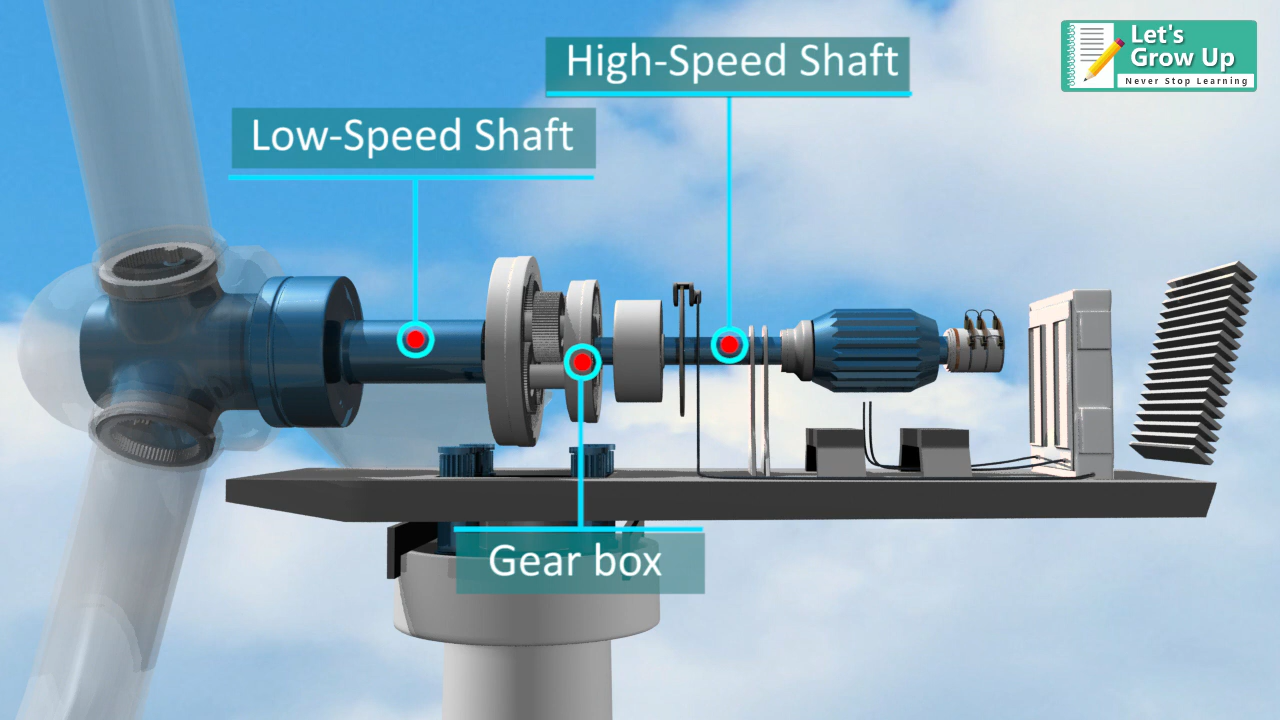 High-Speed Shaft
Low-Speed Shaft
Gear box
Let's
Grow Up
Never Stop Learning